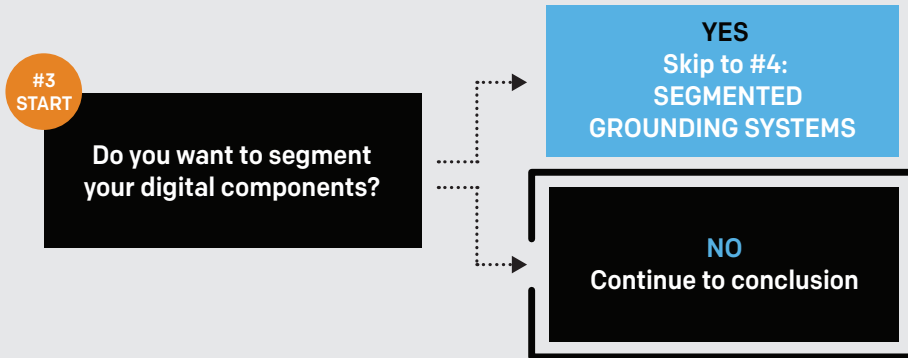 #3
START
Do you want to segment
your digital components?
YES
Skip to #4:
SEGMENTED
GROUNDING SYSTEMS
NO
Continue to conclusion